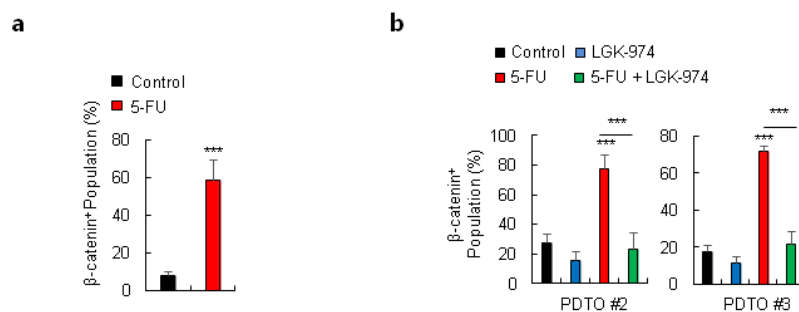 a
Control
5-FU
β-catenin⁺ Population (%)
80
60
40
20
0
***
b
Control LGK-974
5-FU 5-FU + LGK-974
β-catenin⁺
Population (%)
100
80
60
40
20
0
***
***
PDTO #2
80
60
40
20
0
***
***
PDTO #3